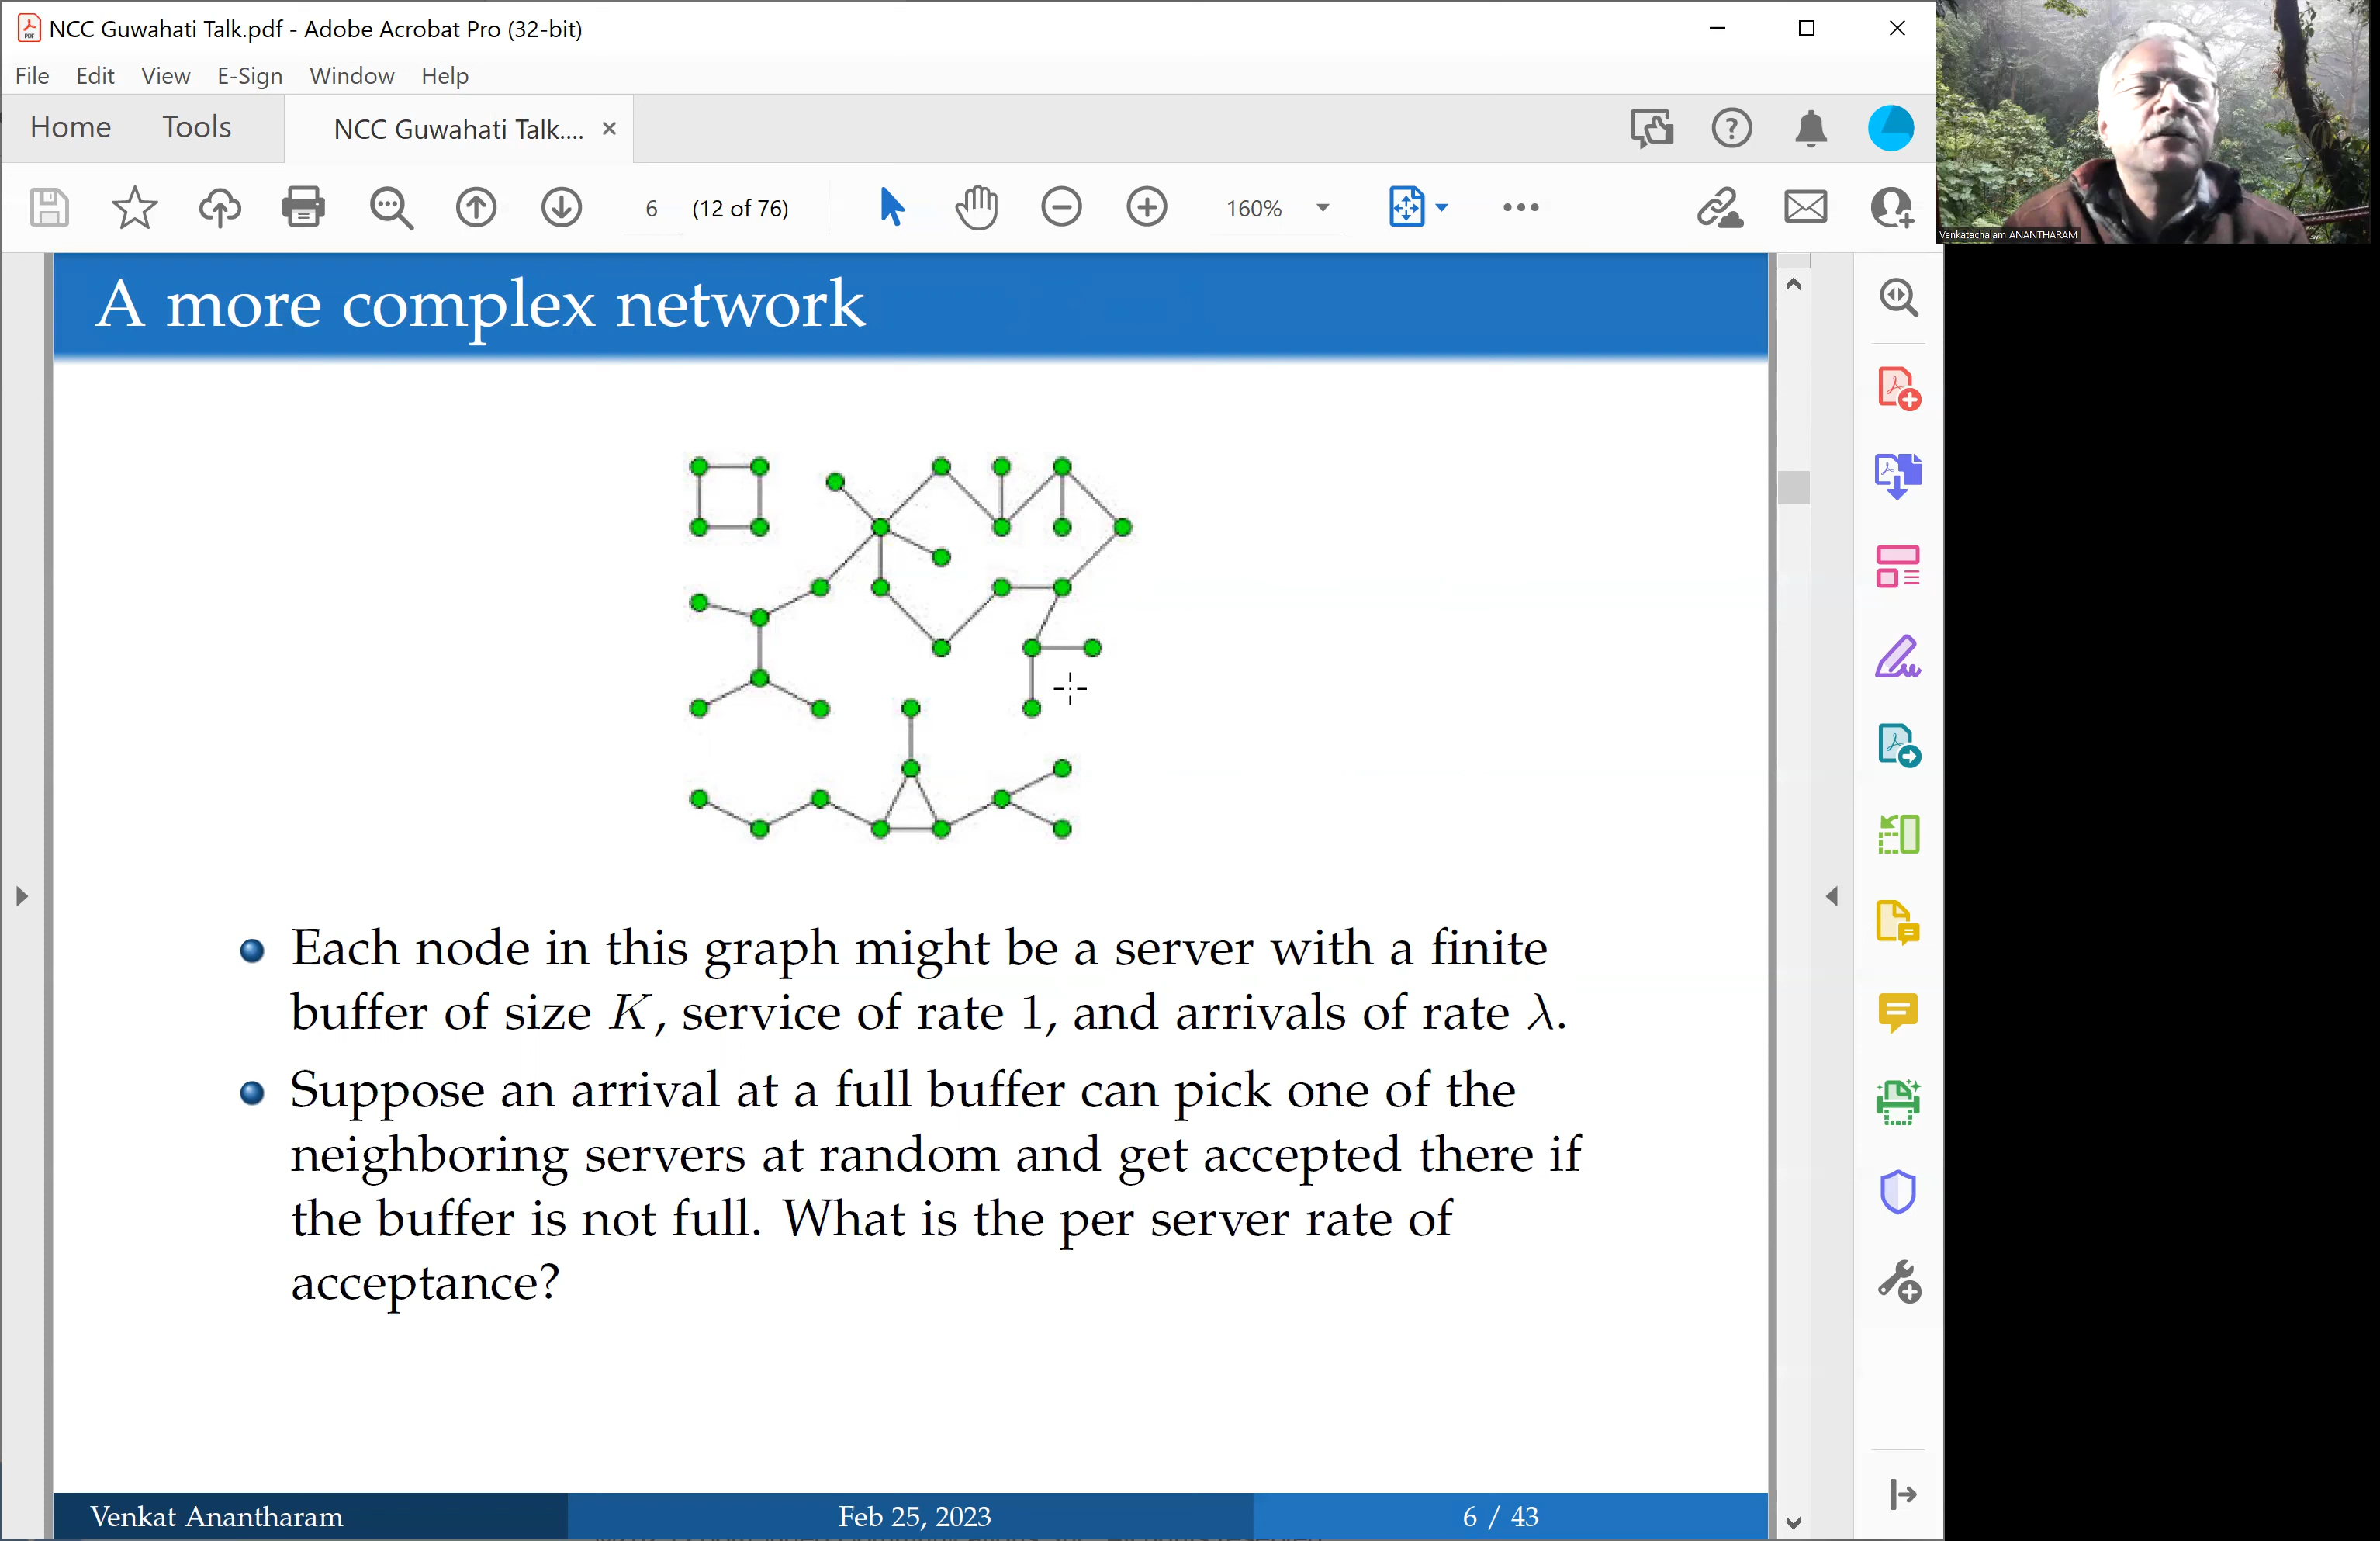 NCC Guwahati Talk.pdf - Adobe Acrobat Pro (32-bit)
File Edit View E-Sign Window Help
Home Tools NCC Guwahati Talk.... ×
6 (12 of 76) 160%
Venkatachalam ANANTHARAM
A more complex network
Each node in this graph might be a server with a finite
buffer of size K, service of rate 1, and arrivals of rate λ.
Suppose an arrival at a full buffer can pick one of the
neighboring servers at random and get accepted there if
the buffer is not full. What is the per server rate of
acceptance?
Venkat Anantharam Feb 25, 2023 6 / 43